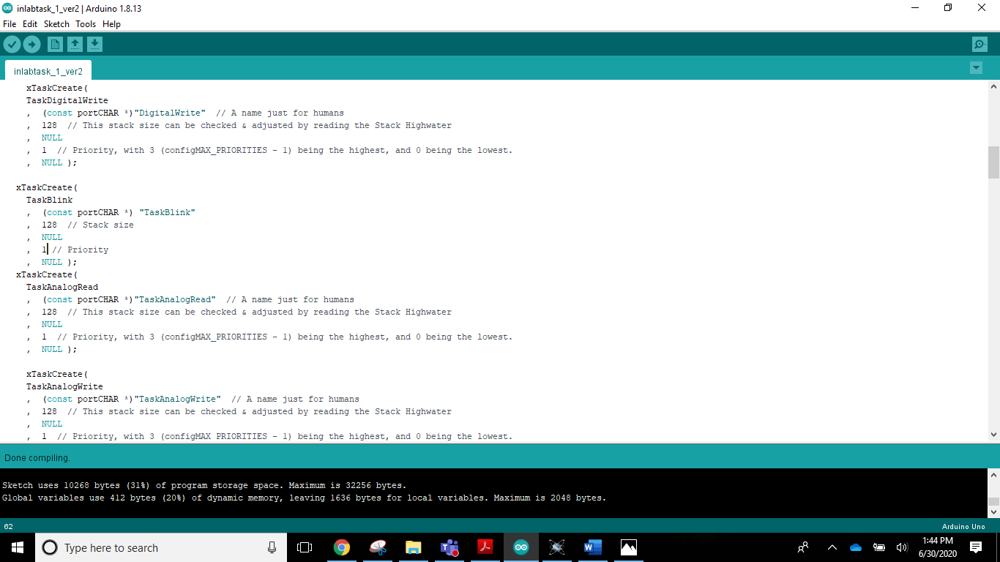 inlabtask_1_ver2 | Arduino 1.8.13
File Edit Sketch Tools Help
inlabtask_1_ver2
xTaskCreate(
TaskDigitalWrite
, (const portCHAR *)"DigitalWrite" // A name just for humans
, 128 // This stack size can be checked & adjusted by reading the Stack Highwater
, NULL
, 1 // Priority, with 3 (configMAX_PRIORITIES - 1) being the highest, and 0 being the lowest.
, NULL );
xTaskCreate(
TaskBlink
, (const portCHAR *) "TaskBlink"
, 128 // Stack size
, NULL
, 1 // Priority
, NULL );
xTaskCreate(
TaskAnalogRead
, (const portCHAR *)"TaskAnalogRead" // A name just for humans
, 128 // This stack size can be checked & adjusted by reading the Stack Highwater
, NULL
, 1 // Priority, with 3 (configMAX_PRIORITIES - 1) being the highest, and 0 being the lowest.
, NULL );
xTaskCreate(
TaskAnalogWrite
, (const portCHAR *)"TaskAnalogWrite" // A name just for humans
, 128 // This stack size can be checked & adjusted by reading the Stack Highwater
, NULL
, 1 // Priority, with 3 (configMAX PRIORITIES - 1) being the highest, and 0 being the lowest.
Done compiling.
Sketch uses 10268 bytes (31%) of program storage space. Maximum is 32256 bytes.
Global variables use 412 bytes (20%) of dynamic memory, leaving 1636 bytes for local variables. Maximum is 2048 bytes.
62
Arduino Uno
Type here to search
1:44 PM
6/30/2020